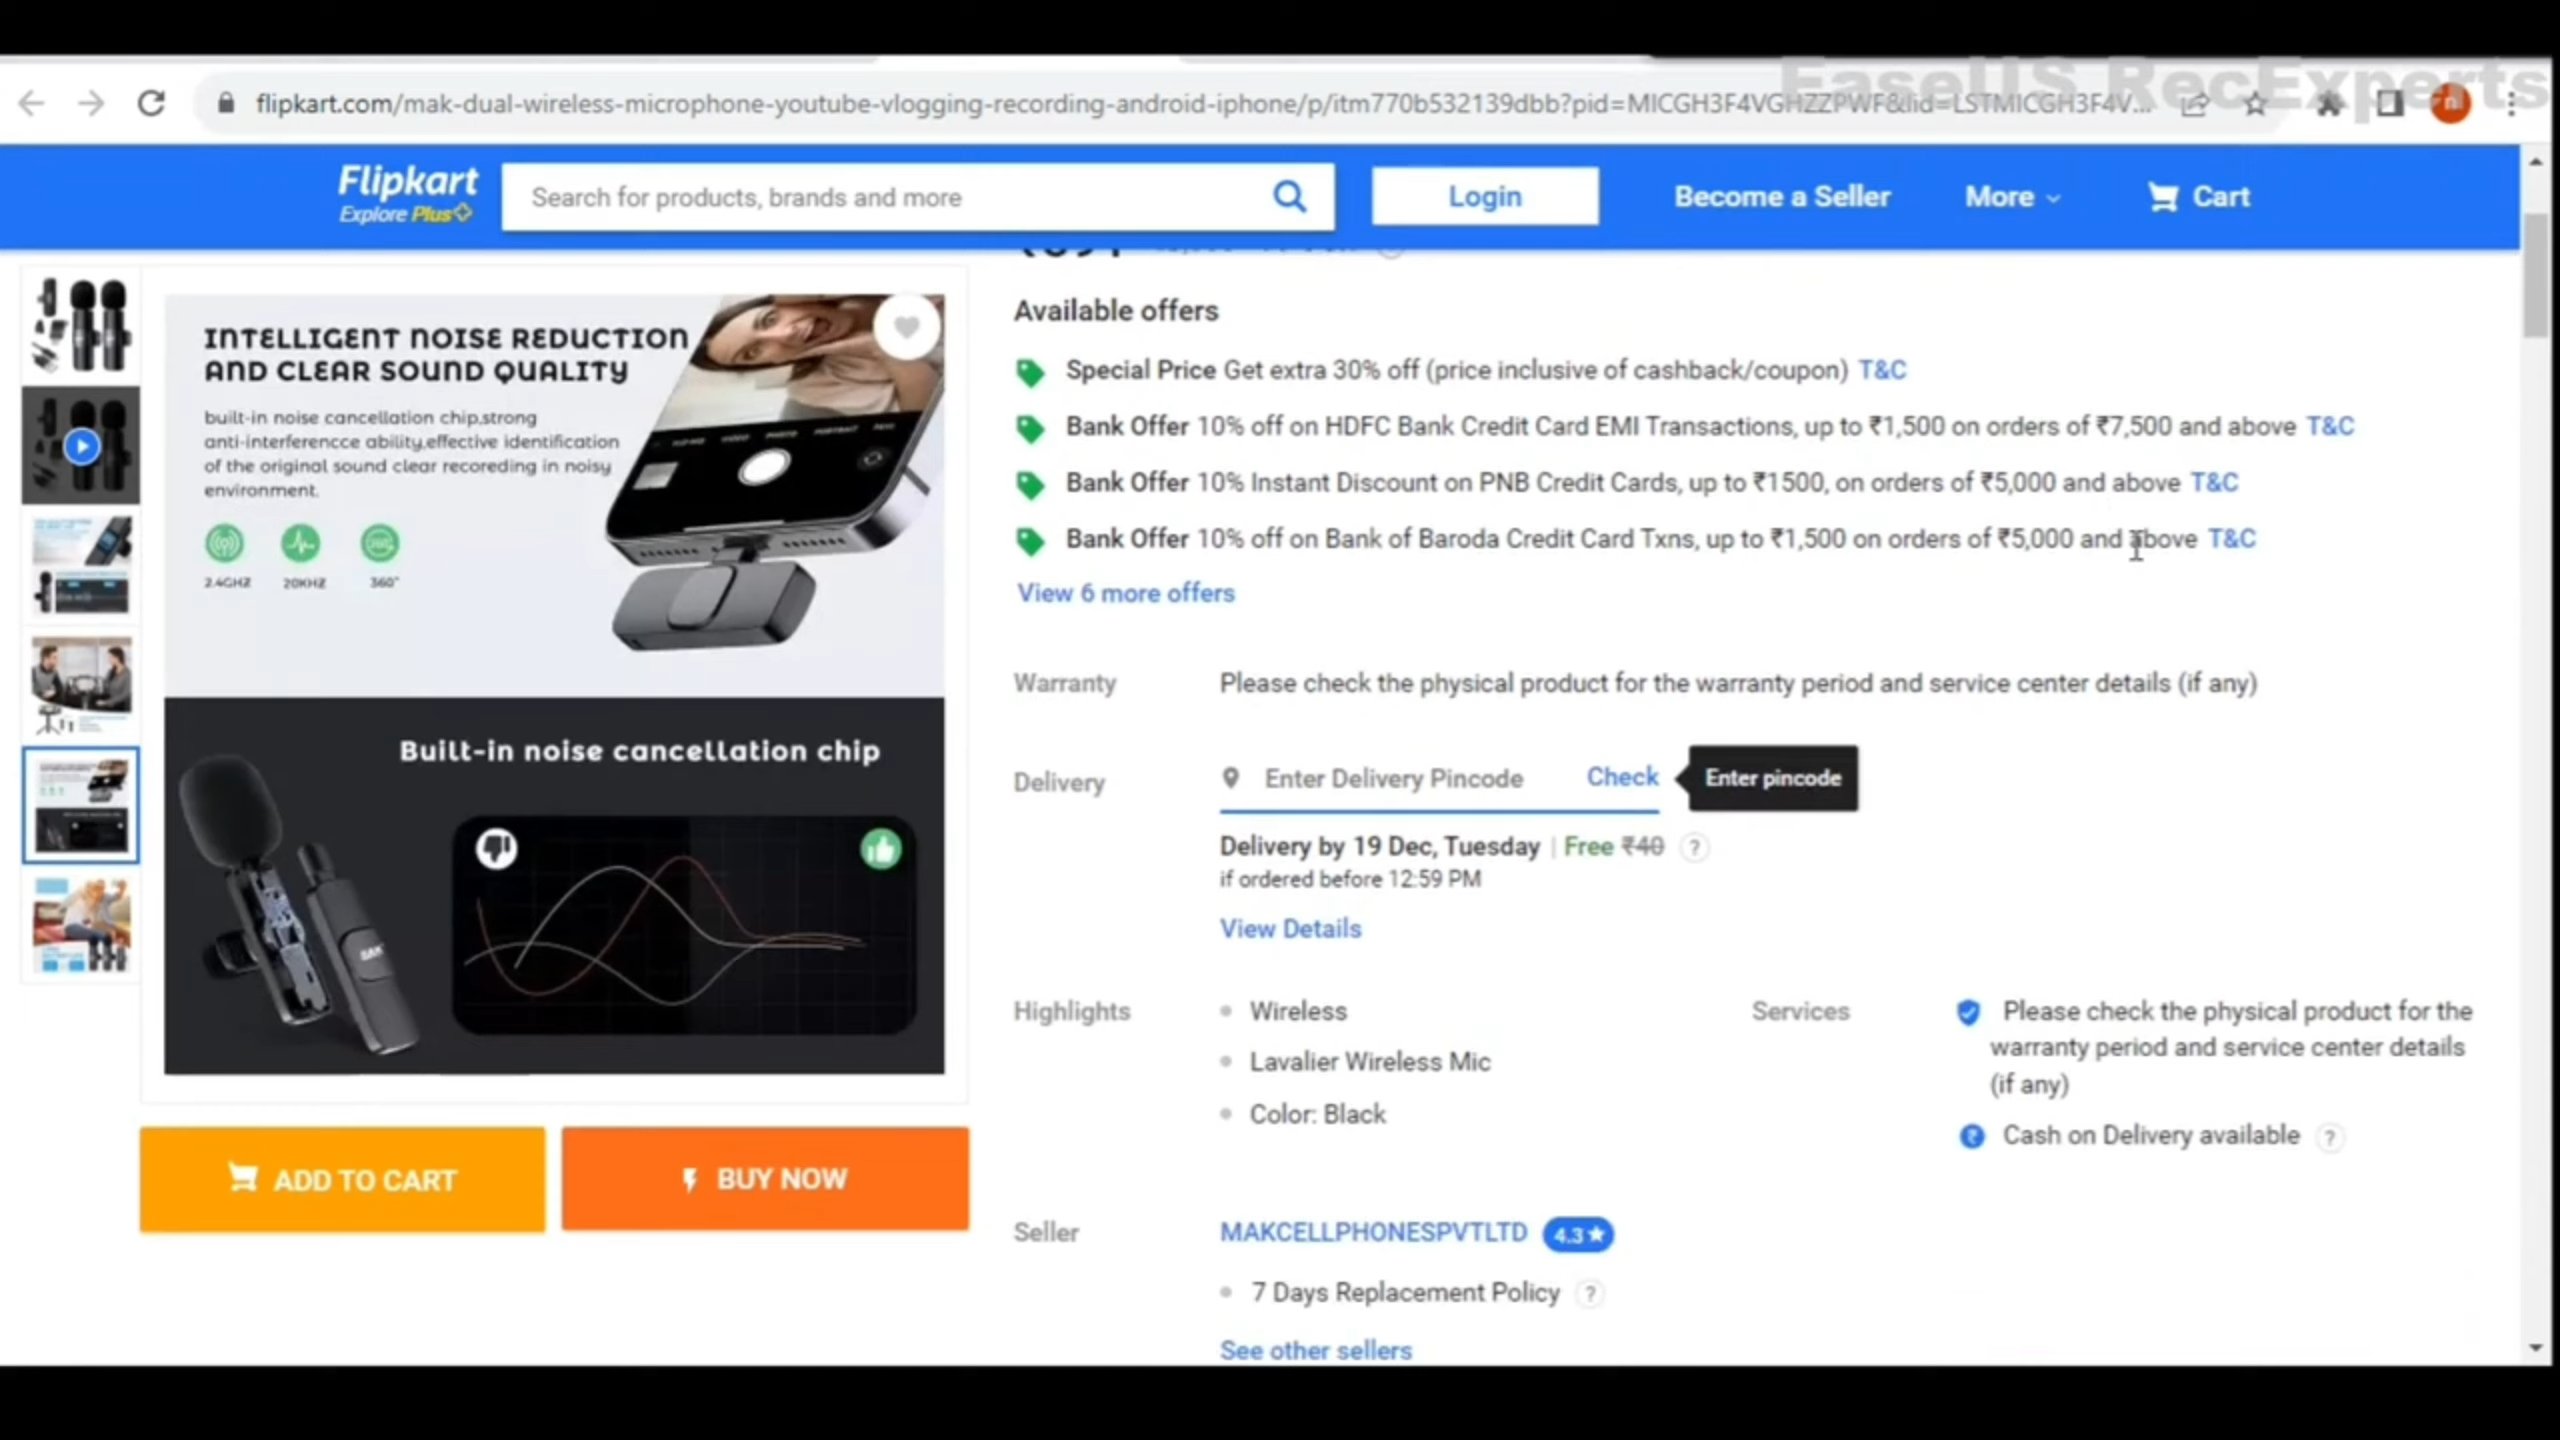 EaseUS RecExperts
flipkart.com/mak-dual-wireless-microphone-youtube-vlogging-recording-android-iphone/p/itm770b532139dbb?pid=MICGH3F4VGHZZPWF&lid=LSTMICGH3F4V...
Flipkart
Explore Plus
Search for products, brands and more
Login
Become a Seller
More
Cart
INTELLIGENT NOISE REDUCTION
AND CLEAR SOUND QUALITY
built-in noise cancellation chip,strong
anti-interferencce ability,effective identification
of the original sound clear recoreding in noisy
environment.
2.4GHZ 20KHZ 360°
Built-in noise cancellation chip
ADD TO CART
BUY NOW
Available offers
Special Price Get extra 30% off (price inclusive of cashback/coupon) T&C
Bank Offer 10% off on HDFC Bank Credit Card EMI Transactions, up to ₹1,500 on orders of ₹7,500 and above T&C
Bank Offer 10% Instant Discount on PNB Credit Cards, up to ₹1500, on orders of ₹5,000 and above T&C
Bank Offer 10% off on Bank of Baroda Credit Card Txns, up to ₹1,500 on orders of ₹5,000 and above T&C
View 6 more offers
Warranty
Please check the physical product for the warranty period and service center details (if any)
Delivery
Enter Delivery Pincode
Check
Enter pincode
Delivery by 19 Dec, Tuesday | Free ₹40 ?
if ordered before 12:59 PM
View Details
Highlights
Wireless
Lavalier Wireless Mic
Color: Black
Services
Please check the physical product for the
warranty period and service center details
(if any)
Cash on Delivery available ?
Seller
MAKCELLPHONESPVTLTD 4.3★
7 Days Replacement Policy ?
See other sellers